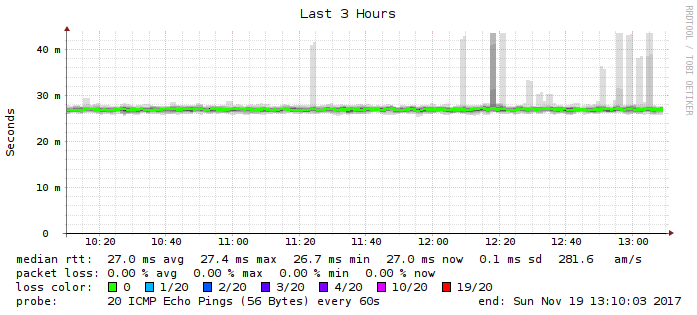 Last 3 Hours
RRDTOOL / TOBI OETIKER
Seconds
40 m
30 m
20 m
10 m
0
10:20 10:40 11:00 11:20 11:40 12:00 12:20 12:40 13:00
median rtt: 27.0 ms avg 27.4 ms max 26.7 ms min 27.0 ms now 0.1 ms sd 281.6 am/s
packet loss: 0.00 % avg 0.00 % max 0.00 % min 0.00 % now
loss color: 0 1/20 2/20 3/20 4/20 10/20 19/20
probe: 20 ICMP Echo Pings (56 Bytes) every 60s end: Sun Nov 19 13:10:03 2017